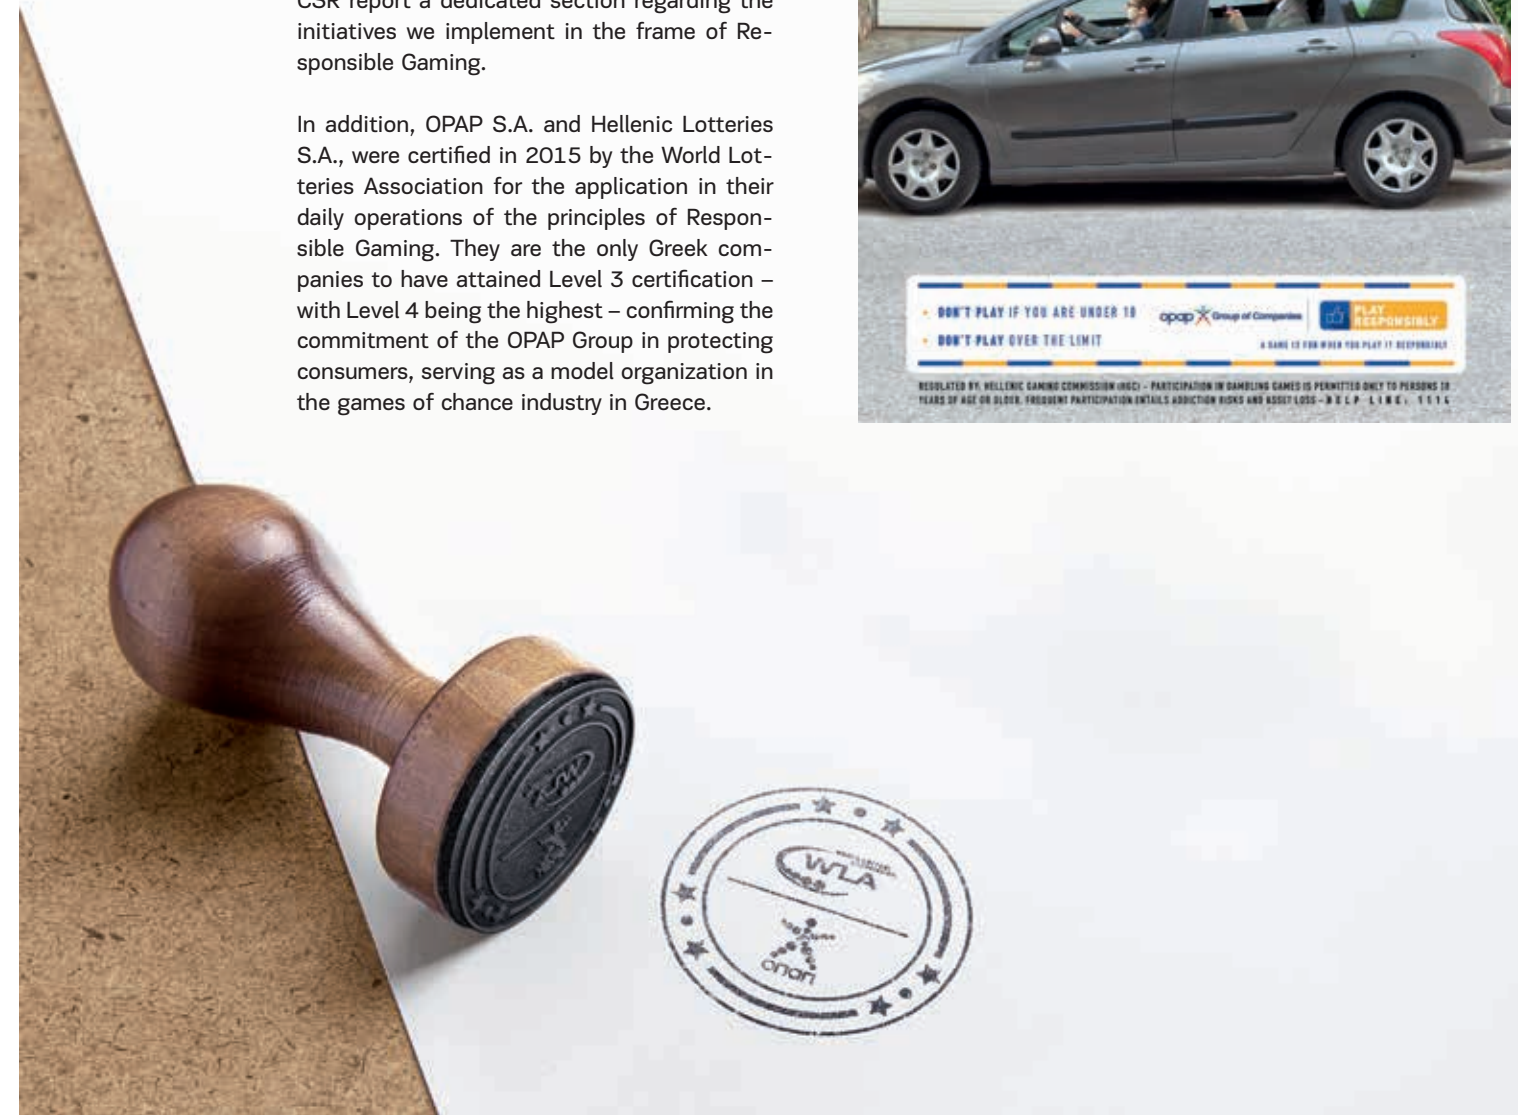 CSR report a dedicated section regarding the
initiatives we implement in the frame of Re-
sponsible Gaming.
In addition, OPAP S.A. and Hellenic Lotteries
S.A., were certified in 2015 by the World Lot-
teries Association for the application in their
daily operations of the principles of Respon-
sible Gaming. They are the only Greek com-
panies to have attained Level 3 certification –
with Level 4 being the highest – confirming the
commitment of the OPAP Group in protecting
consumers, serving as a model organization in
the games of chance industry in Greece.
• DON'T PLAY IF YOU ARE UNDER 18
• DON'T PLAY OVER THE LIMIT
opap Group of Companies
PLAY
RESPONSIBLY
A GAME IS FUN WHEN YOU PLAY IT RESPONSIBLY
REGULATED BY: HELLENIC GAMING COMMISSION (HGC) – PARTICIPATION IN GAMBLING GAMES IS PERMITTED ONLY TO PERSONS 18
YEARS OF AGE OR OLDER. FREQUENT PARTICIPATION ENTAILS ADDICTION RISKS AND ASSET LOSS – HELP LINE: 1114
WLA
οπαπ